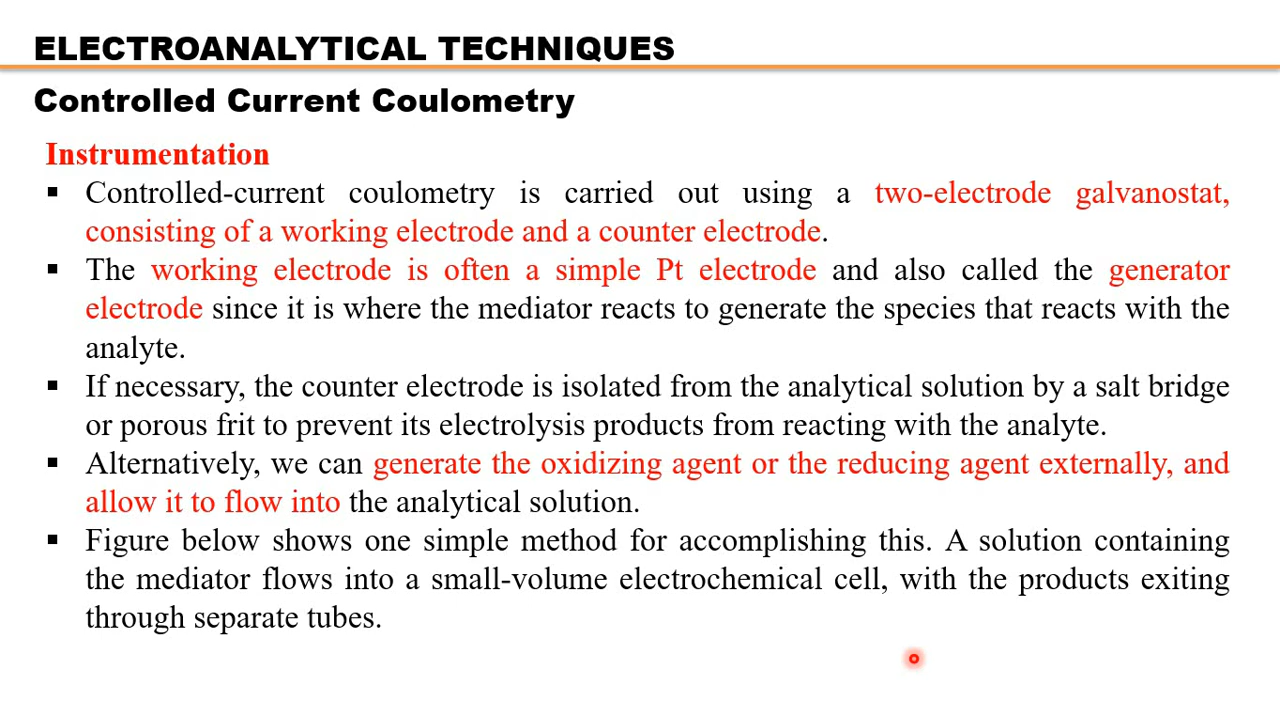 ELECTROANALYTICAL TECHNIQUES
Controlled Current Coulometry
Instrumentation
▪ Controlled-current coulometry is carried out using a two-electrode galvanostat,
consisting of a working electrode and a counter electrode.
▪ The working electrode is often a simple Pt electrode and also called the generator
electrode since it is where the mediator reacts to generate the species that reacts with the
analyte.
▪ If necessary, the counter electrode is isolated from the analytical solution by a salt bridge
or porous frit to prevent its electrolysis products from reacting with the analyte.
▪ Alternatively, we can generate the oxidizing agent or the reducing agent externally, and
allow it to flow into the analytical solution.
▪ Figure below shows one simple method for accomplishing this. A solution containing
the mediator flows into a small-volume electrochemical cell, with the products exiting
through separate tubes.